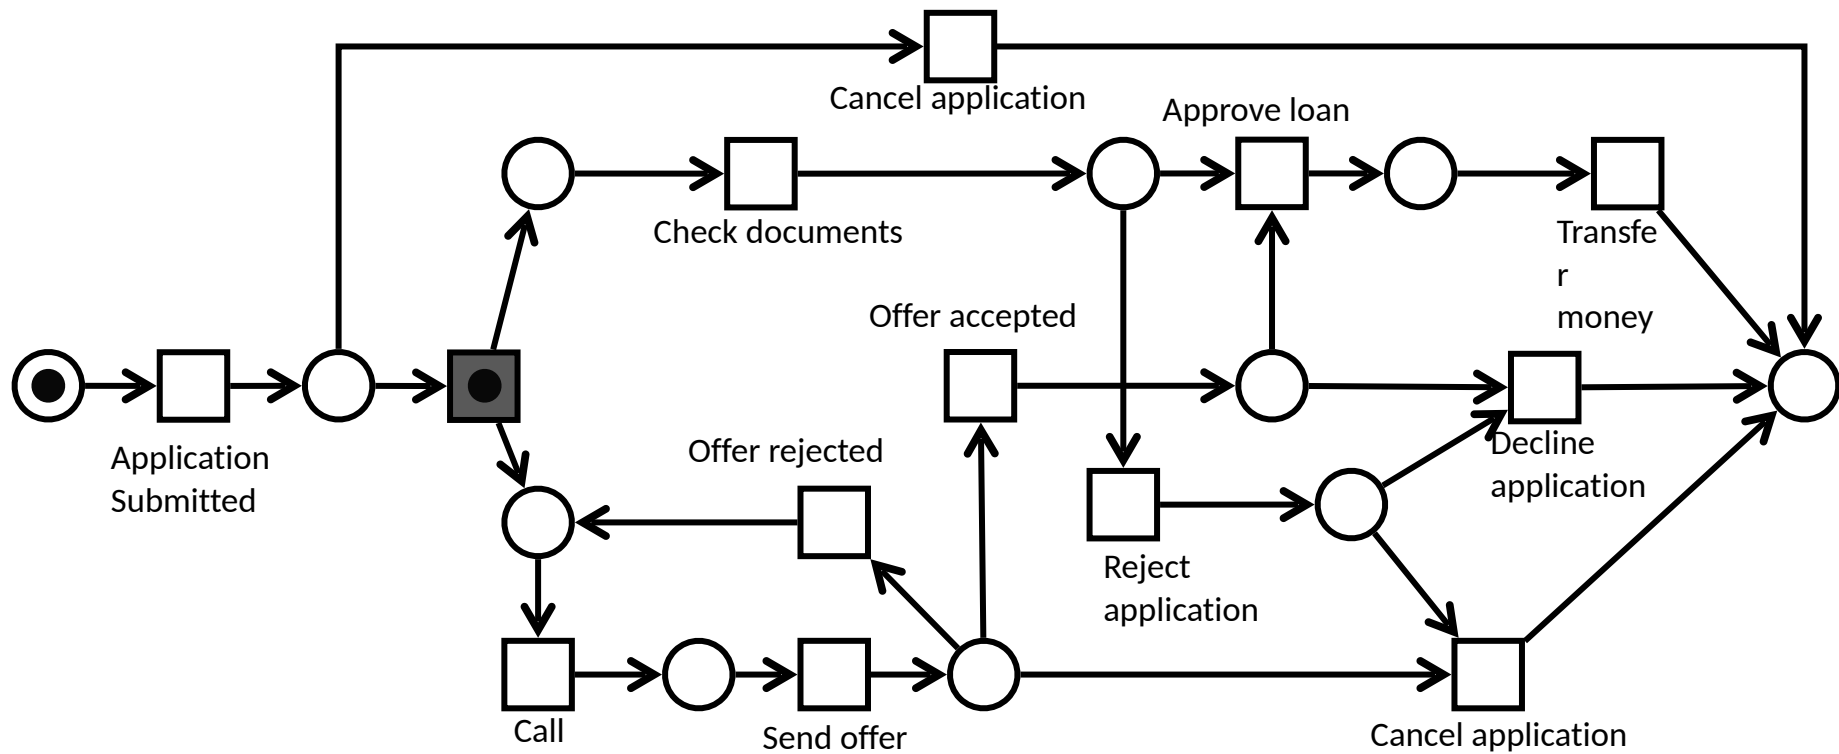 Cancel application
Approve loan
Check documents
Transfe
r
money
Offer accepted
Application
Submitted
Offer rejected
Decline
application
Reject
application
Call
Send offer
Cancel application